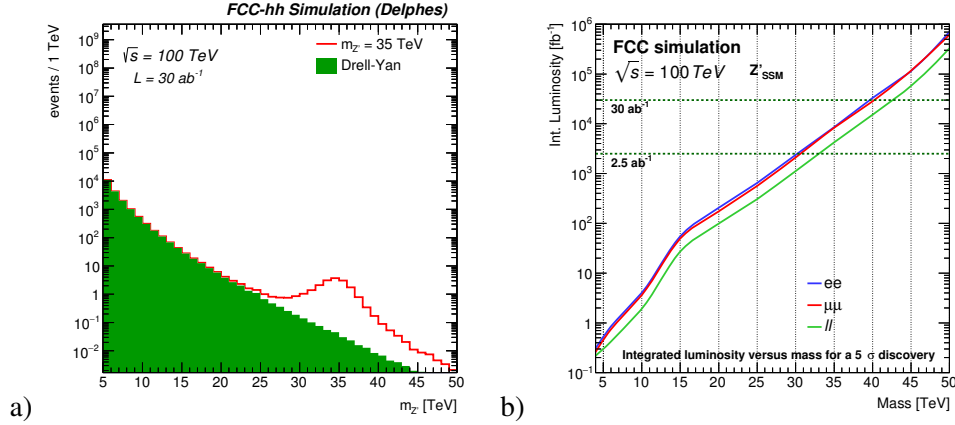 FCC-hh Simulation (Delphes)
events / 1 TeV
10⁹
10⁸
10⁷
10⁶
10⁵
10⁴
10³
10²
10
1
10⁻¹
10⁻²
√s = 100 TeV
L = 30 ab⁻¹
m_Z' = 35 TeV
Drell-Yan
5 10 15 20 25 30 35 40 45 50
m_Z' [TeV]
a)
Int. Luminosity [fb⁻¹]
10⁶
10⁵
10⁴
10³
10²
10
1
10⁻¹
FCC simulation
√s = 100 TeV Z'SSM
30 ab⁻¹
2.5 ab⁻¹
ee
μμ
ll
Integrated luminosity versus mass for a 5 σ discovery
5 10 15 20 25 30 35 40 45 50
Mass [TeV]
b)